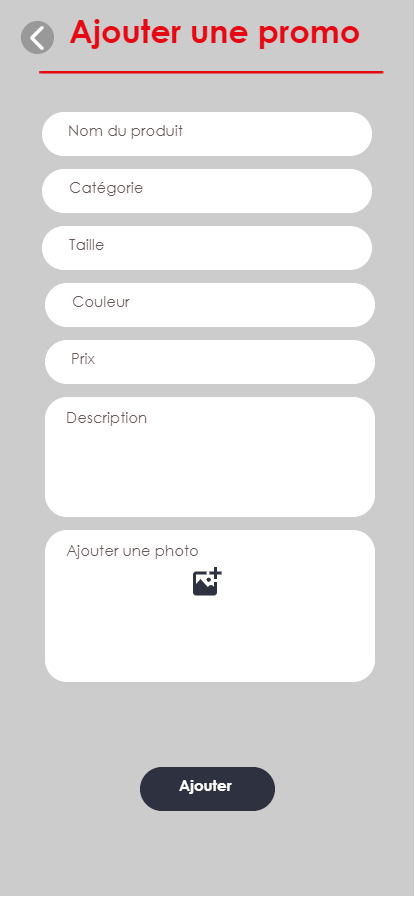 Ajouter une promo
Nom du produit
Catégorie
Taille
Couleur
Prix
Description
Ajouter une photo
Ajouter